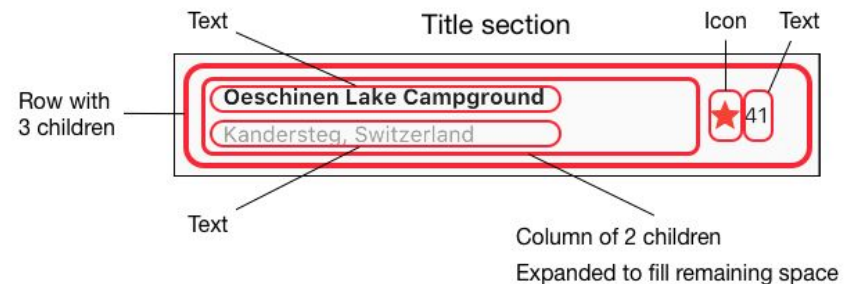 Text
Title section
Icon
Text
Row with
3 children
Oeschinen Lake Campground
41
Kandersteg, Switzerland
Text
Column of 2 children
Expanded to fill remaining space